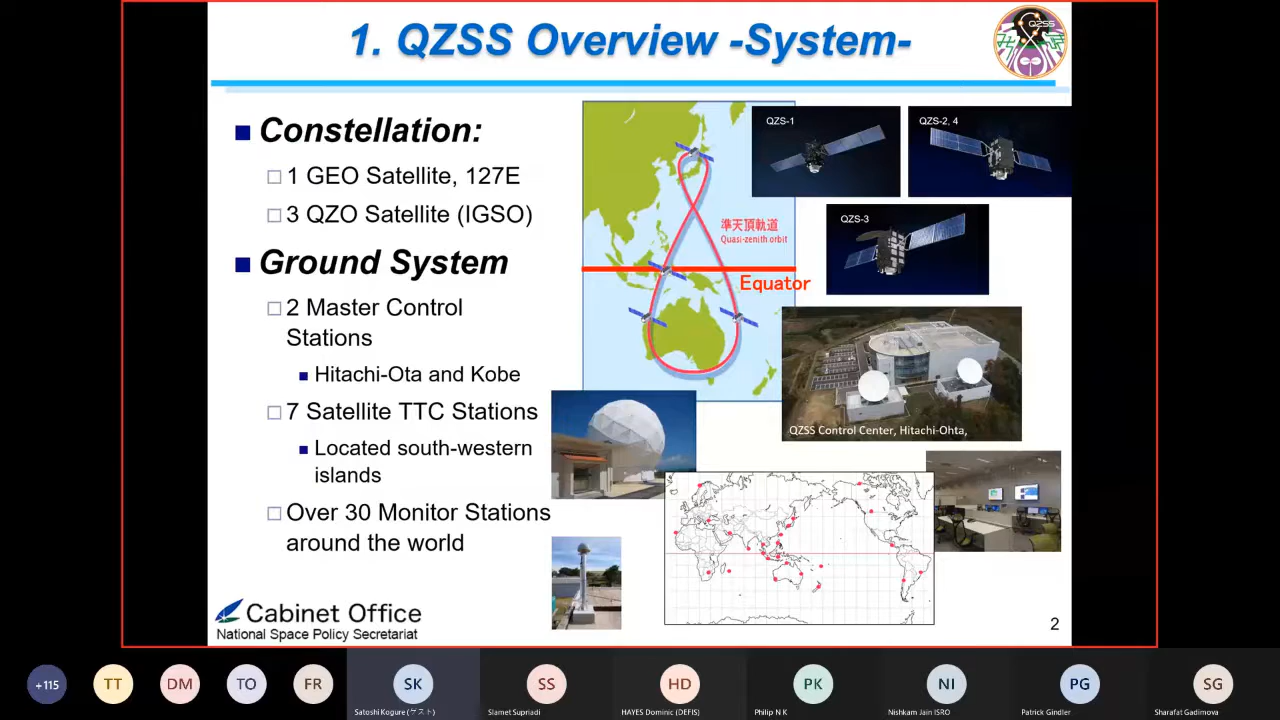 1. QZSS Overview -System-
QZSS
Constellation:
1 GEO Satellite, 127E
3 QZO Satellite (IGSO)
Ground System
2 Master Control
Stations
Hitachi-Ota and Kobe
7 Satellite TTC Stations
Located south-western
islands
Over 30 Monitor Stations
around the world
準天頂軌道
Quasi-zenith orbit
Equator
QZS-1
QZS-2, 4
QZS-3
QZSS Control Center, Hitachi-Ohta,
Cabinet Office
National Space Policy Secretariat
2
+115
TT
DM
TO
FR
SK
Satoshi Kogure (ゲスト)
SS
Slamet Supriadi
HD
HAYES Dominic (DEFIS)
PK
Philip N K
NI
Nishkam Jain ISRO
PG
Patrick Gindler
SG
Sharafat Gadimova